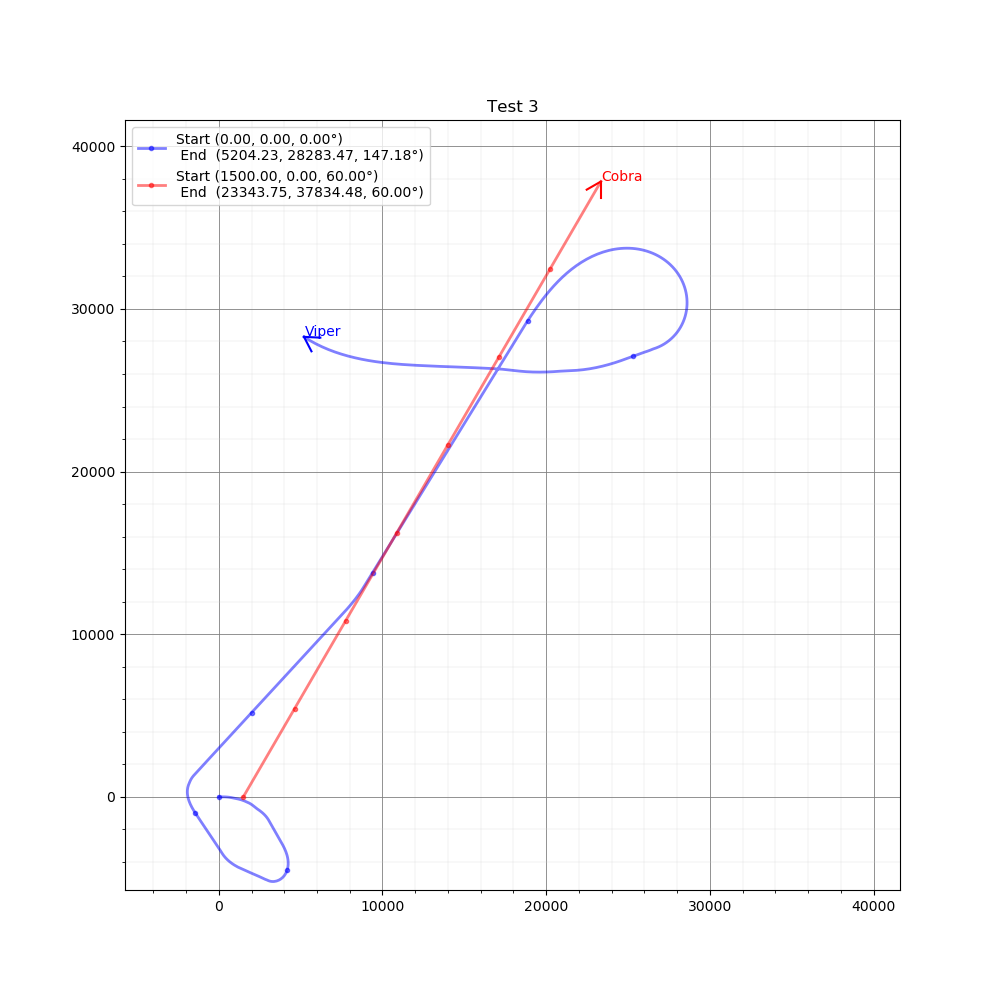 Test 3
Start (0.00, 0.00, 0.00°)
End (5204.23, 28283.47, 147.18°)
Start (1500.00, 0.00, 60.00°)
End (23343.75, 37834.48, 60.00°)
Cobra
Viper
40000
30000
20000
10000
0
0
10000
20000
30000
40000